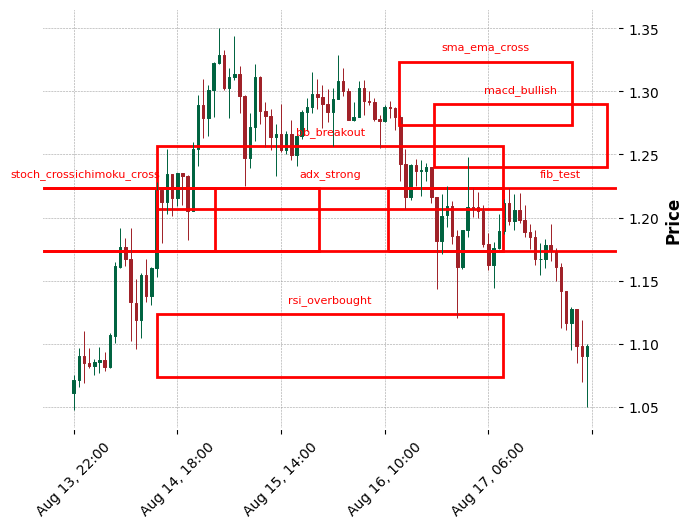 sma_ema_cross
macd_bullish
bb_breakout
stoch_cross
ichimoku_cross
adx_strong
fib_test
rsi_overbought
1.35
1.30
1.25
1.20
1.15
1.10
1.05
Price
Aug 13, 22:00
Aug 14, 18:00
Aug 15, 14:00
Aug 16, 10:00
Aug 17, 06:00